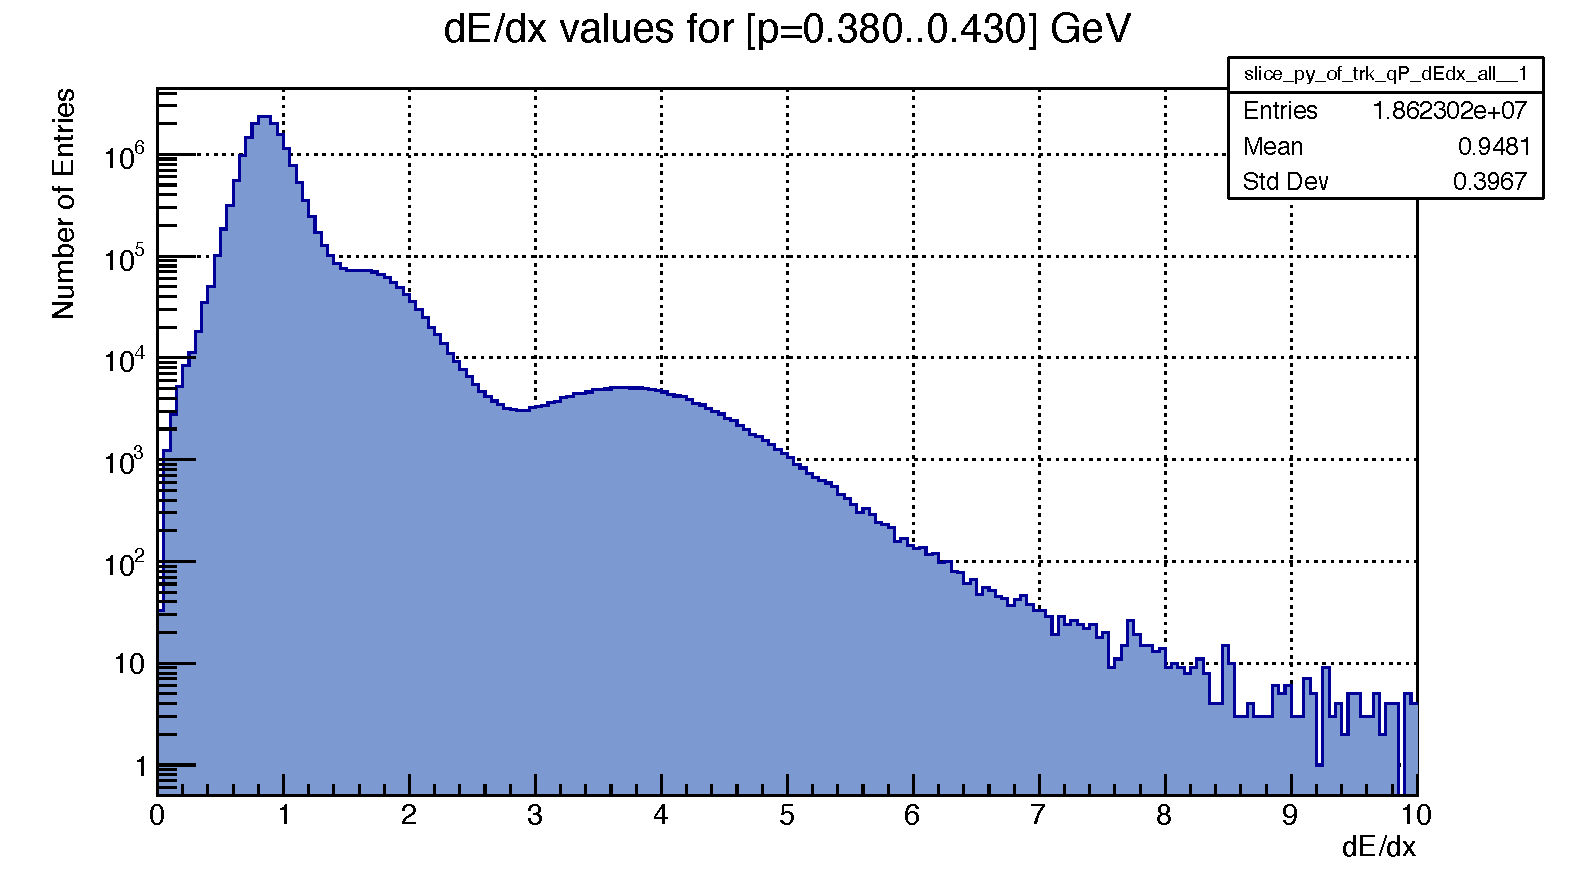 dE/dx values for [p=0.380..0.430] GeV
slice_py_of_trk_qP_dEdx_all__1
Entries 1.862302e+07
Mean 0.9481
Std Dev 0.3967
Number of Entries
10^6
10^5
10^4
10^3
10^2
10
1
0 1 2 3 4 5 6 7 8 9 10
dE/dx